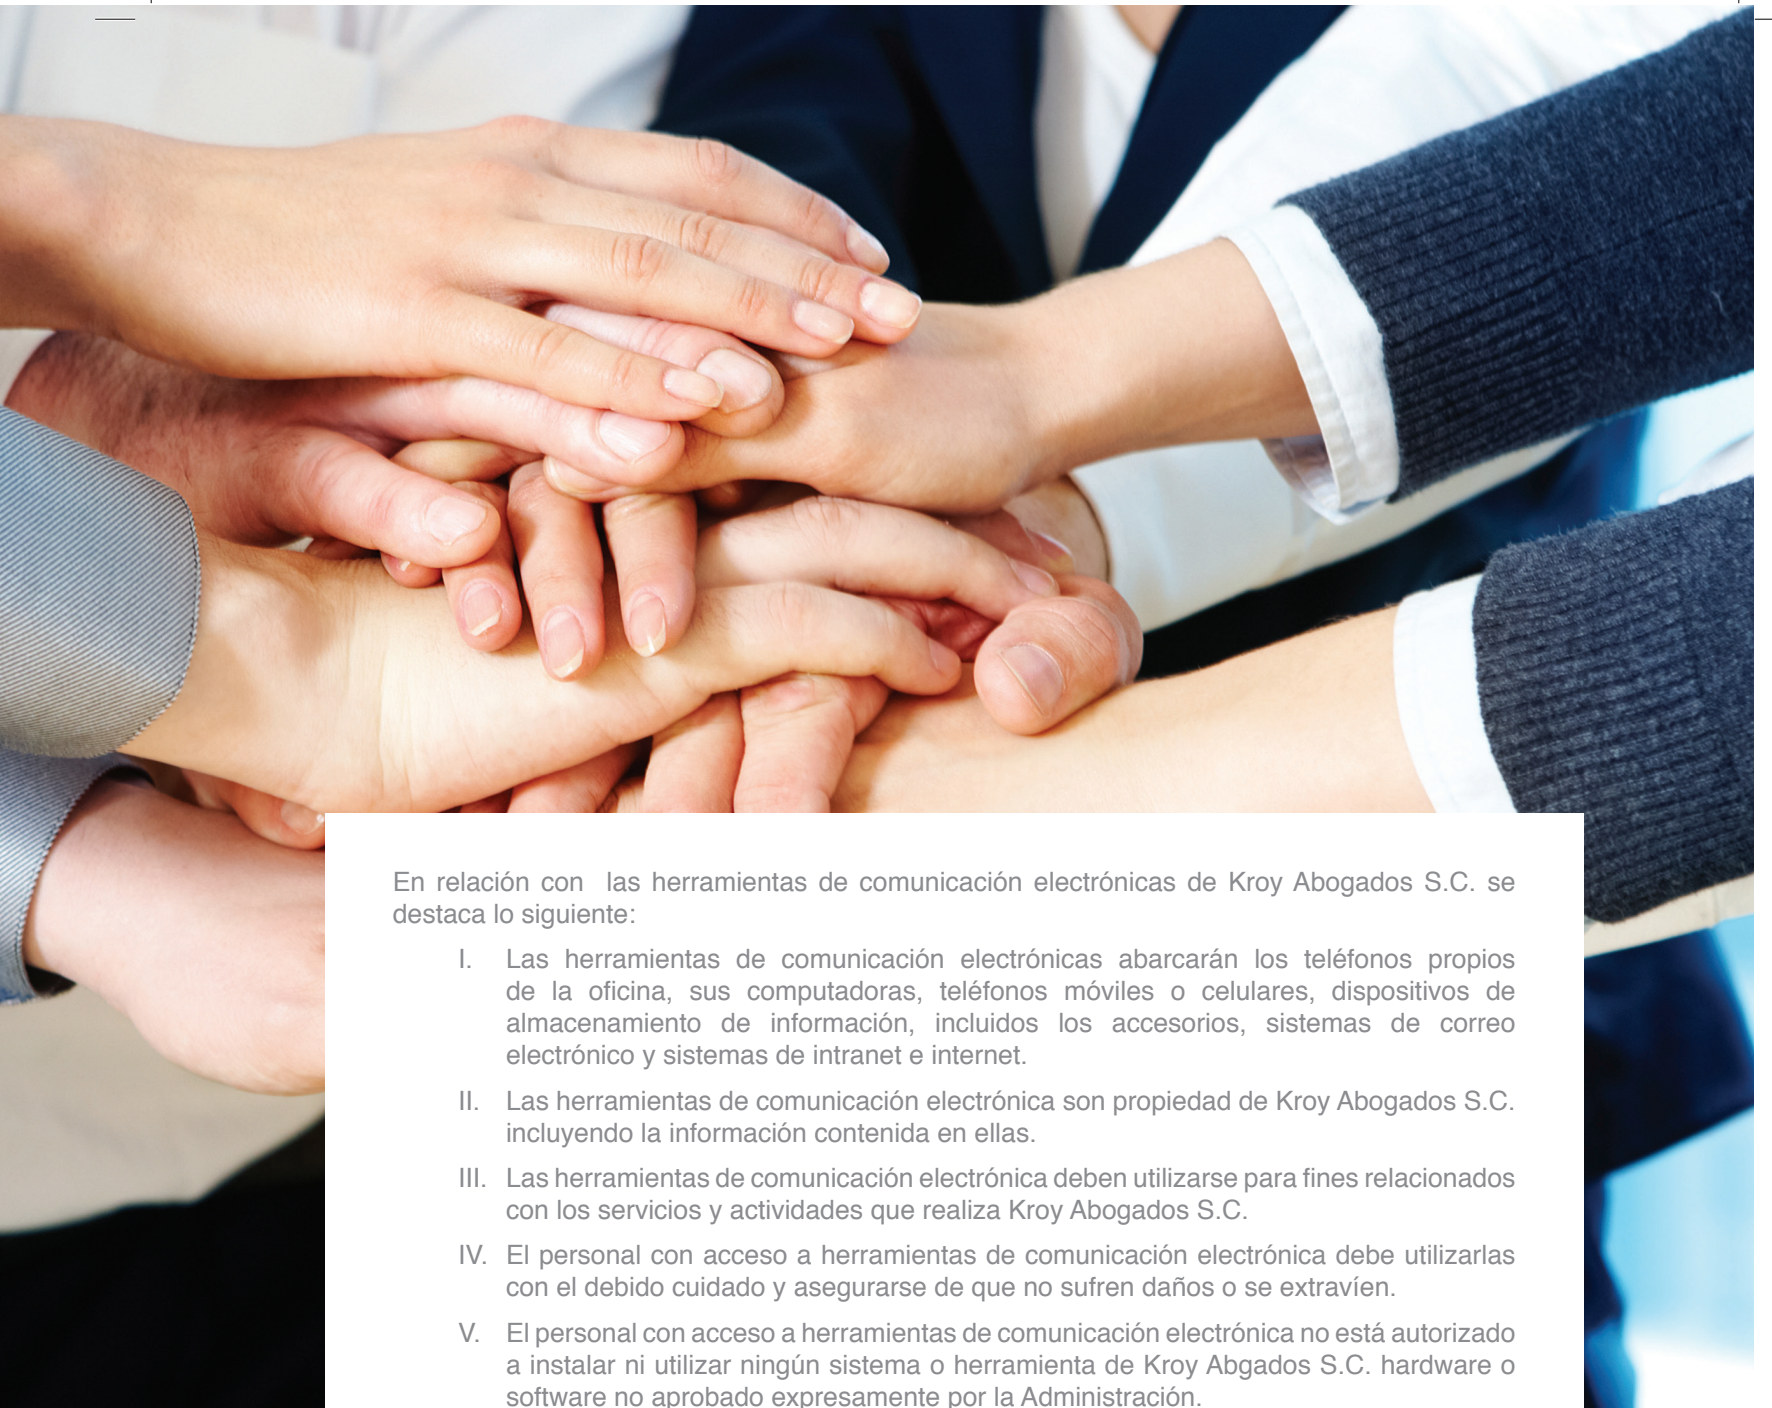 En relación con  las herramientas de comunicación electrónicas de Kroy Abogados S.C. se
destaca lo siguiente:
I. Las herramientas de comunicación electrónicas abarcarán los teléfonos propios
de la oficina, sus computadoras, teléfonos móviles o celulares, dispositivos de
almacenamiento de información, incluidos los accesorios, sistemas de correo
electrónico y sistemas de intranet e internet.
II. Las herramientas de comunicación electrónica son propiedad de Kroy Abogados S.C.
incluyendo la información contenida en ellas.
III. Las herramientas de comunicación electrónica deben utilizarse para fines relacionados
con los servicios y actividades que realiza Kroy Abogados S.C.
IV. El personal con acceso a herramientas de comunicación electrónica debe utilizarlas
con el debido cuidado y asegurarse de que no sufren daños o se extravíen.
V. El personal con acceso a herramientas de comunicación electrónica no está autorizado
a instalar ni utilizar ningún sistema o herramienta de Kroy Abgados S.C. hardware o
software no aprobado expresamente por la Administración.